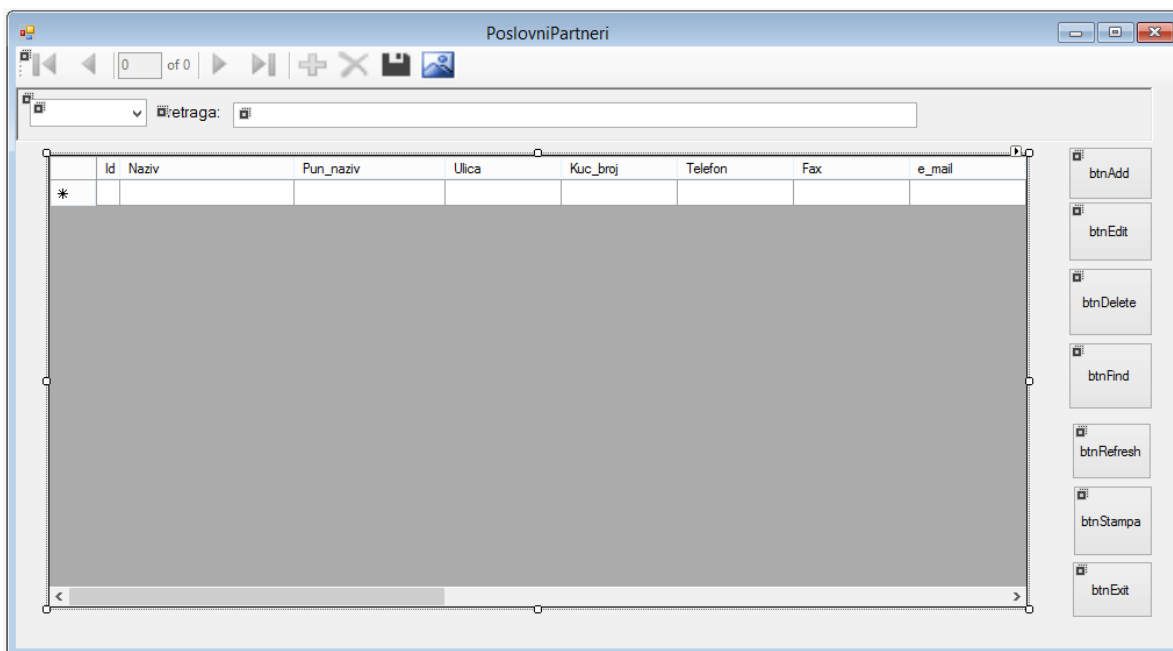 PoslovniPartneri
0 of 0
retraga:
Id Naziv Pun_naziv Ulica Kuc_broj Telefon Fax e_mail
btnAdd
btnEdit
btnDelete
btnFind
btnRefresh
btnStampa
btnExit